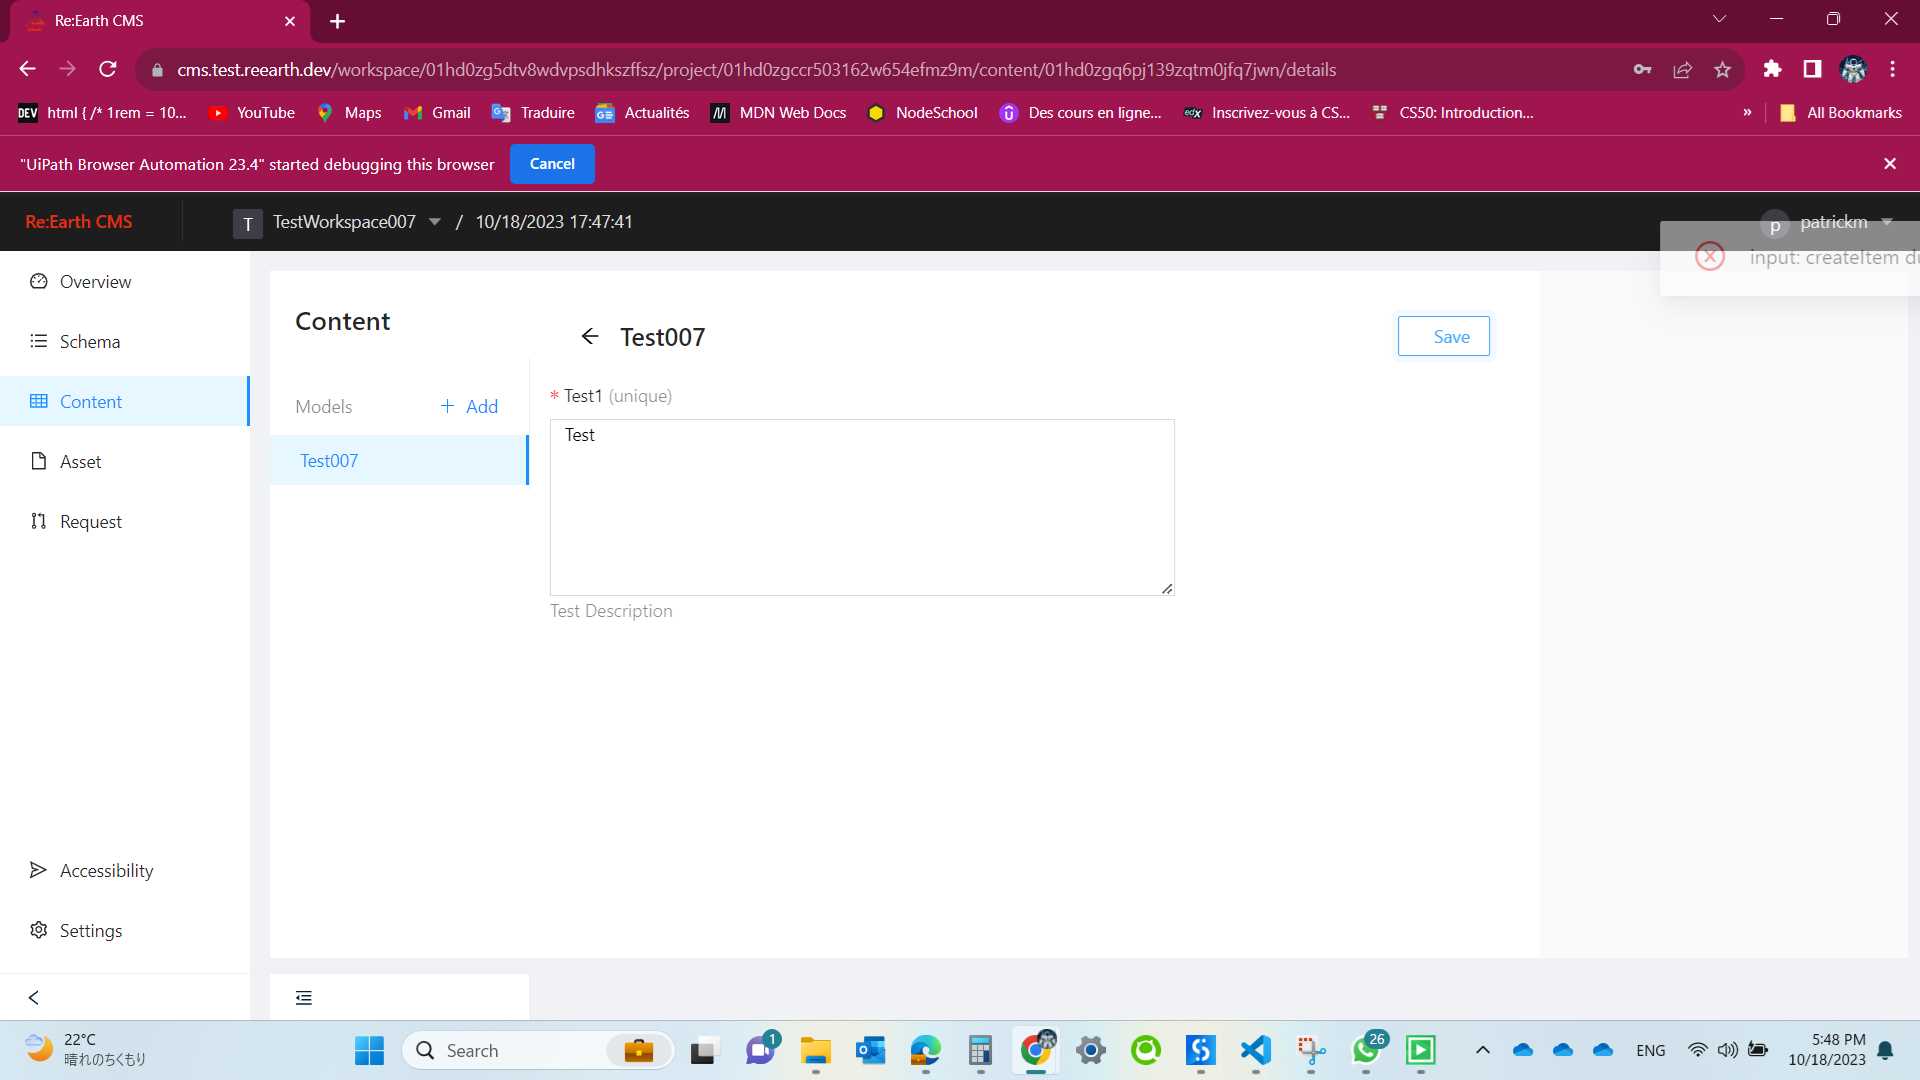 Re:Earth CMS
cms.test.reearth.dev/workspace/01hd0zg5dtv8wdvpsdhkszffsz/project/01hd0zgccr503162w654efmz9m/content/01hd0zgq6pj139zqtm0jfq7jwn/details
DEV html { /* 1rem = 10... YouTube Maps Gmail Traduire Actualités MDN Web Docs NodeSchool Des cours en ligne... edX Inscrivez-vous à CS... CS50: Introduction... » All Bookmarks
"UiPath Browser Automation 23.4" started debugging this browser Cancel
Re:Earth CMS T TestWorkspace007 / 10/18/2023 17:47:41 p patrickm
input: createItem du
Overview
Schema
Content
Asset
Request
Accessibility
Settings
Content
Models + Add
Test007
Test007 Save
* Test1 (unique)
Test
Test Description
22°C
晴れのちくもり
Search
1
26
ENG
5:48 PM
10/18/2023